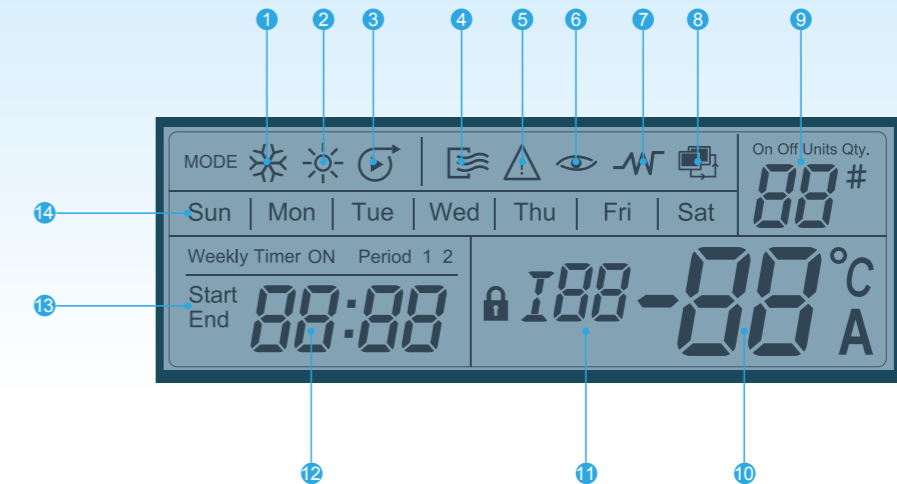 1 2 3 4 5 6 7 8 9
MODE
On Off Units Qty.
88 #
14
Sun Mon Tue Wed Thu Fri Sat
Weekly Timer ON Period 1 2
13
Start
End
88:88
I88
-88
°C
A
12 11 10